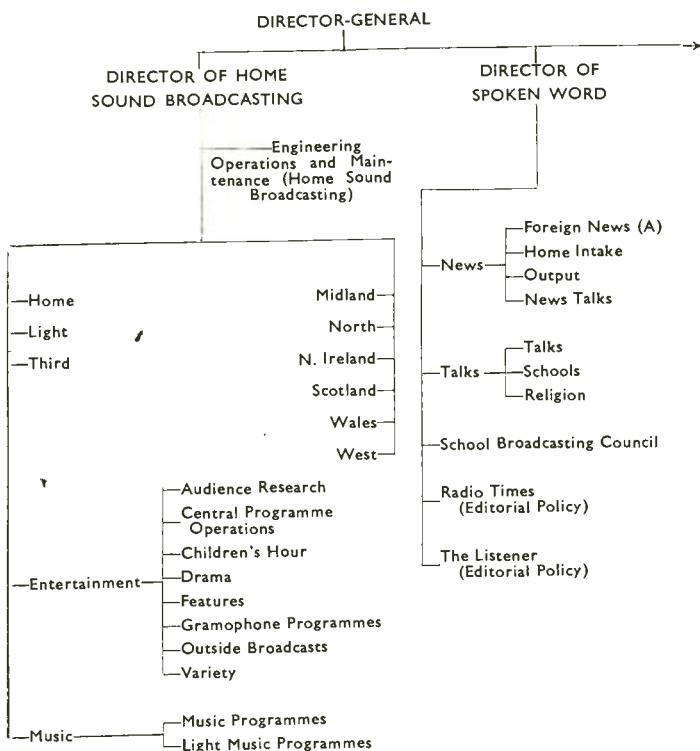 DIRECTOR-GENERAL
DIRECTOR OF HOME
SOUND BROADCASTING
Engineering
Operations and Main-
tenance (Home Sound
Broadcasting)
Home
Light
Third
Midland
North
N. Ireland
Scotland
Wales
West
Entertainment
Audience Research
Central Programme
Operations
Children's Hour
Drama
Features
Gramophone Programmes
Outside Broadcasts
Variety
Music
Music Programmes
Light Music Programmes
DIRECTOR OF
SPOKEN WORD
News
Foreign News (A)
Home Intake
Output
News Talks
Talks
Talks
Schools
Religion
School Broadcasting Council
Radio Times
(Editorial Policy)
The Listener
(Editorial Policy)